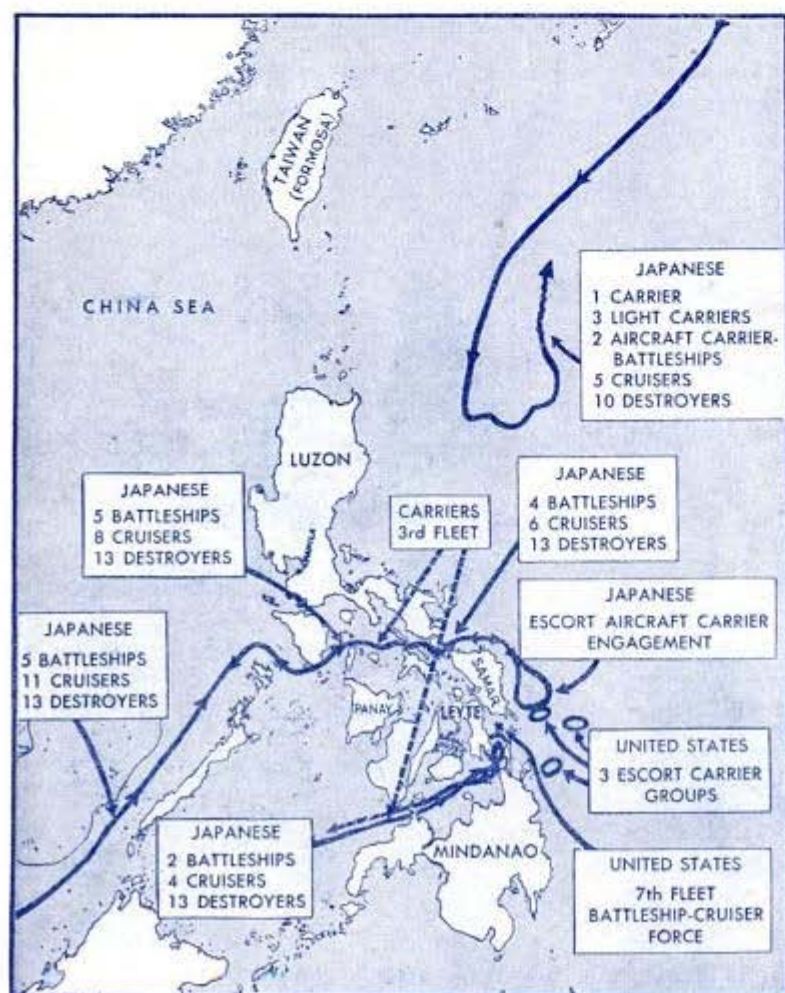 TAIWAN
(FORMOSA)
CHINA SEA
JAPANESE
1 CARRIER
3 LIGHT CARRIERS
2 AIRCRAFT CARRIER-
BATTLESHIPS
5 CRUISERS
10 DESTROYERS
LUZON
MANILA
JAPANESE
5 BATTLESHIPS
8 CRUISERS
13 DESTROYERS
CARRIERS
3rd FLEET
JAPANESE
4 BATTLESHIPS
6 CRUISERS
13 DESTROYERS
JAPANESE
ESCORT AIRCRAFT CARRIER
ENGAGEMENT
JAPANESE
5 BATTLESHIPS
11 CRUISERS
13 DESTROYERS
SAMAR
PANAY
LEYTE
UNITED STATES
3 ESCORT CARRIER
GROUPS
JAPANESE
2 BATTLESHIPS
4 CRUISERS
13 DESTROYERS
MINDANAO
UNITED STATES
7th FLEET
BATTLESHIP-CRUISER
FORCE